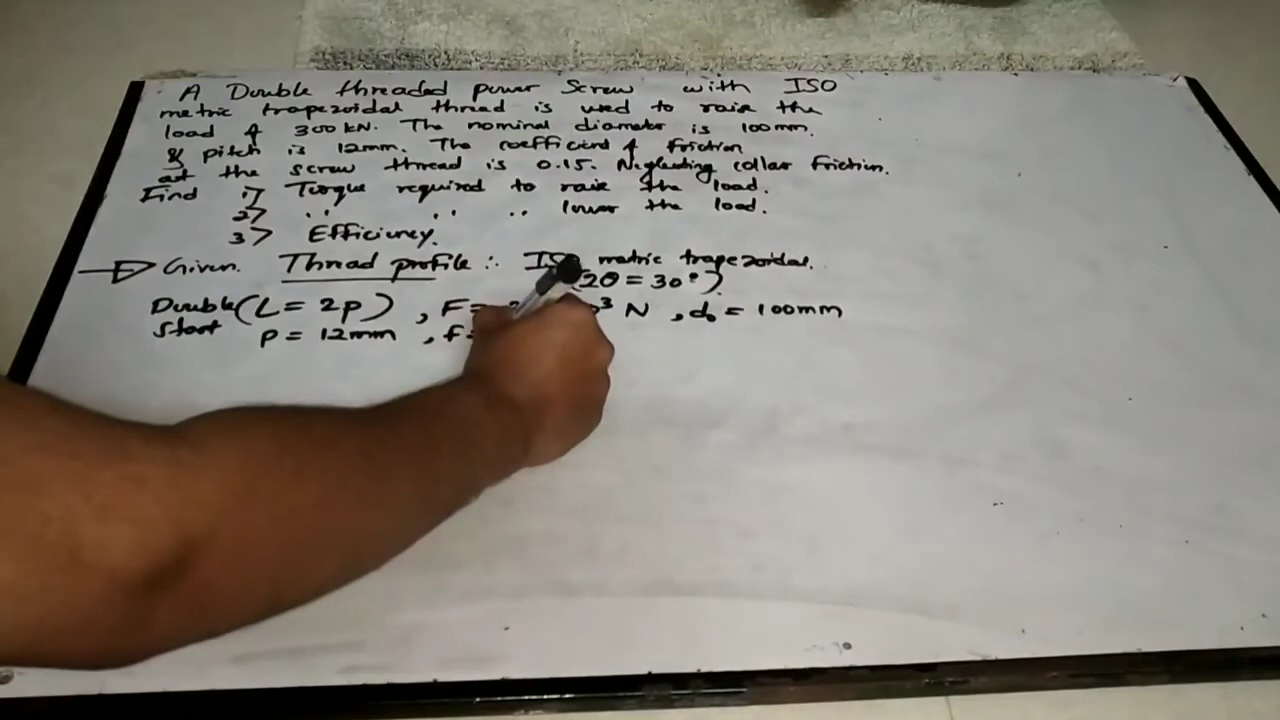 A Double threaded power screw with ISO
metric trapezoidal thread is used to raise the
load of 300 kN. The nominal diameter is 100mm.
& pitch is 12mm. The coefficient of friction
at the screw thread is 0.15. Neglecting collar friction.
Find 1> Torque required to raise the load.
2> '' '' '' lower the load.
3> Efficiency.
Given. Thread profile :. metric trapezoidal.
(2θ = 30°)
Double (L = 2p) , F= ³ N , d₀ = 100mm
Start p = 12mm , f=